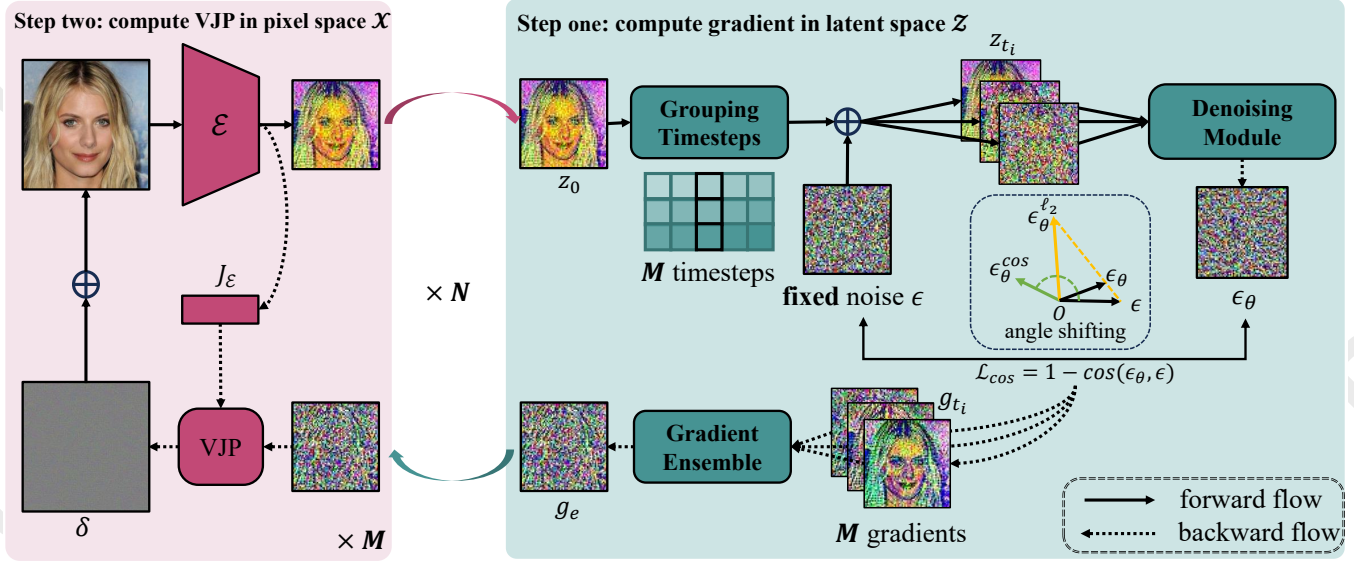 Step two: compute VJP in pixel space 𝒳
ℰ
J_ℰ
VJP
δ
× M
× N
Step one: compute gradient in latent space 𝒵
z_0
Grouping
Timesteps
M timesteps
fixed noise ϵ
z_{t_i}
Denoising
Module
ϵ_θ^{ℓ_2}
ϵ_θ^{cos}
ϵ_θ
ϵ
O
angle shifting
ϵ_θ
ℒ_{cos} = 1 − cos(ϵ_θ, ϵ)
g_{t_i}
Gradient
Ensemble
g_e
M gradients
forward flow
backward flow